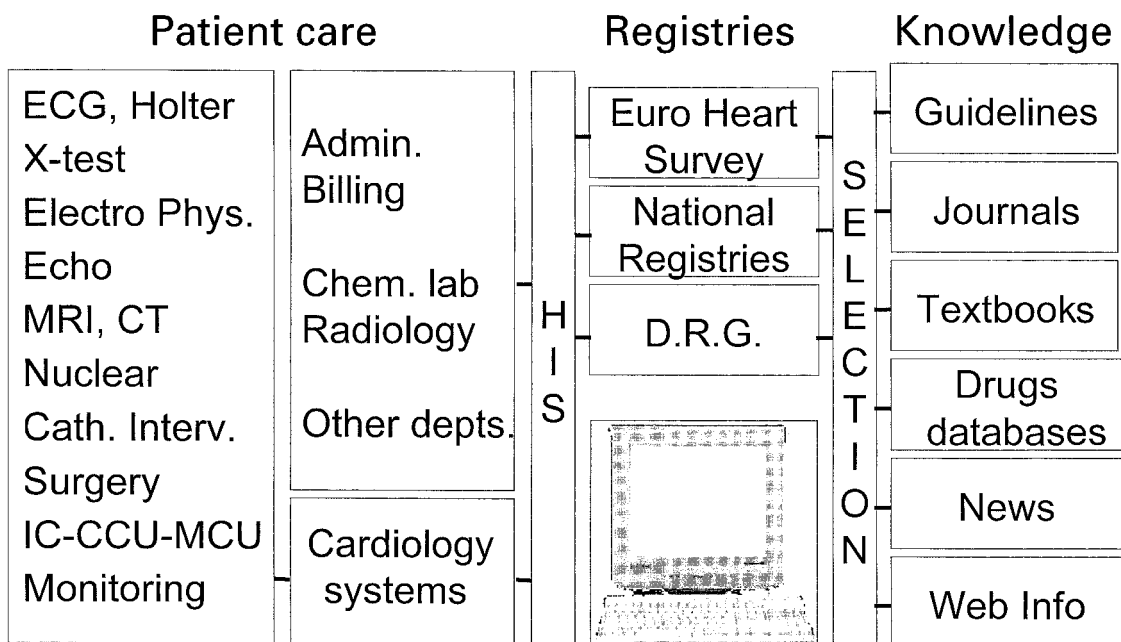 Patient care
Registries
Knowledge
ECG, Holter
X-test
Electro Phys.
Echo
MRI, CT
Nuclear
Cath. Interv.
Surgery
IC-CCU-MCU
Monitoring
Admin.
Billing
Chem. lab
Radiology
Other depts.
Cardiology
systems
HIS
Euro Heart
Survey
National
Registries
D.R.G.
SELECTION
Guidelines
Journals
Textbooks
Drugs
databases
News
Web Info